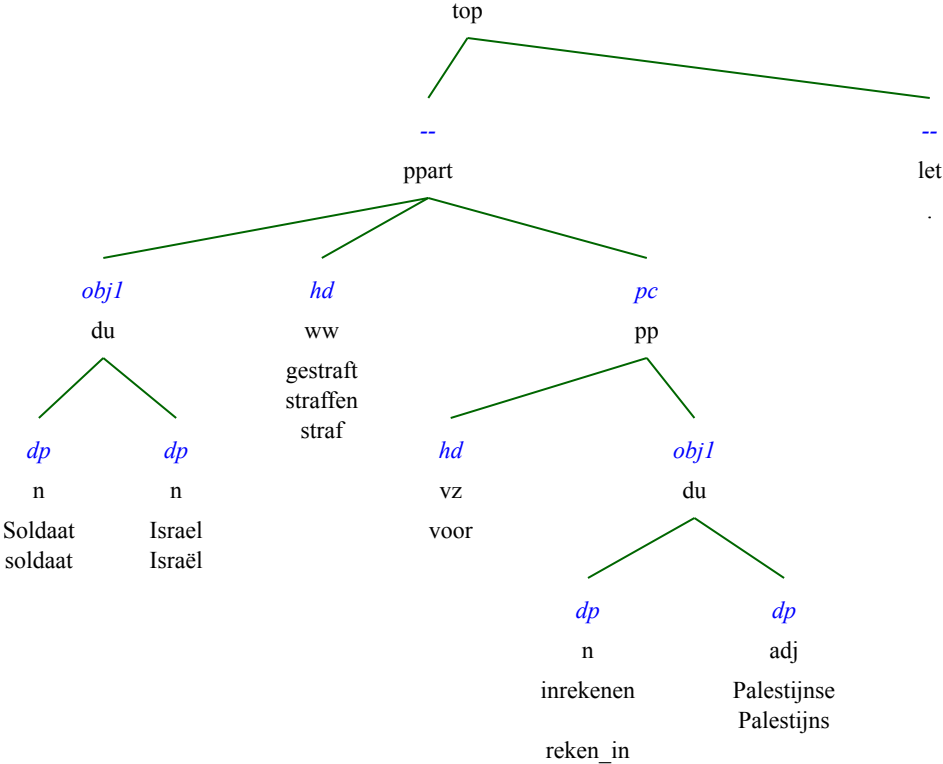 top
-- --
ppart let
.
obj1 hd pc
du ww pp
gestraft
straffen
straf
dp dp hd obj1
n n vz du
Soldaat Israel voor
soldaat Israël
dp dp
n adj
inrekenen Palestijnse
Palestijns
reken_in